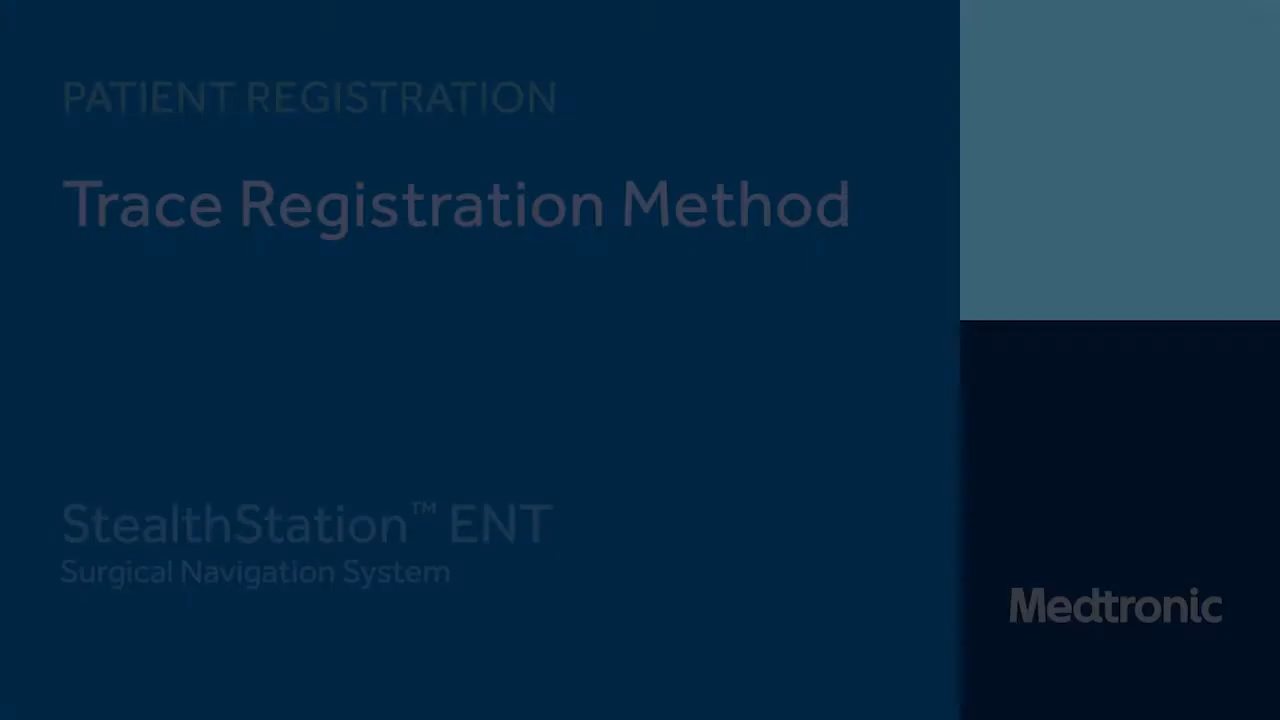 PATIENT REGISTRATION
Trace Registration Method
StealthStation™ ENT
Surgical Navigation System
Medtronic